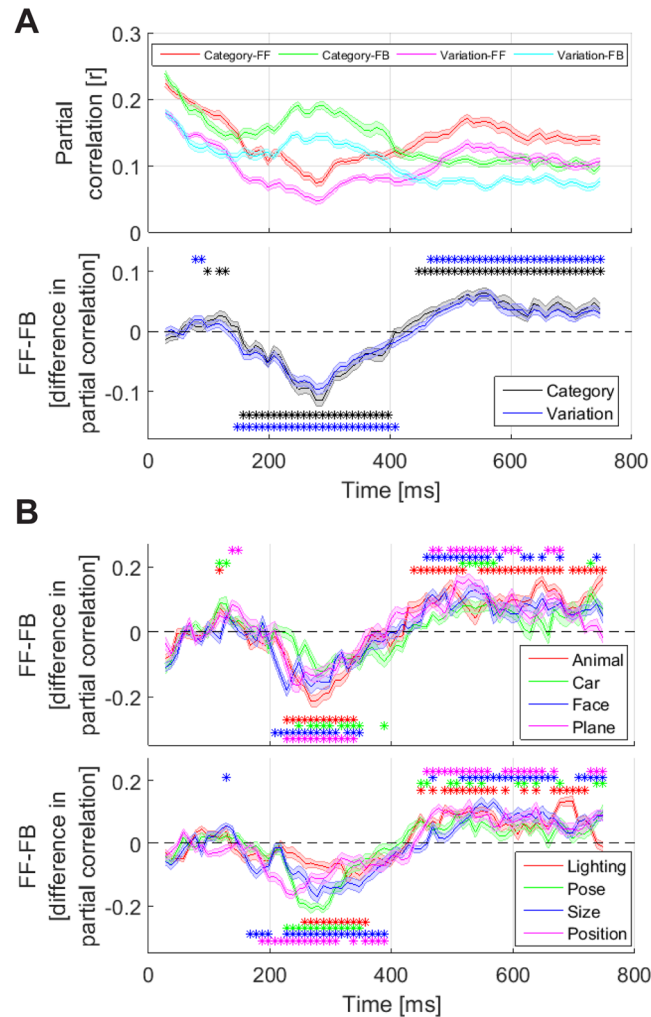 A
Partial
correlation [r]
0.3
0.2
0.1
0
Category-FF Category-FB Variation-FF Variation-FB
FF-FB
[difference in
partial correlation]
0.1
0
-0.1
Category
Variation
0 200 400 600 800
Time [ms]
B
FF-FB
[difference in
partial correlation]
0.2
0
-0.2
Animal
Car
Face
Plane
FF-FB
[difference in
partial correlation]
0.2
0
-0.2
Lighting
Pose
Size
Position
0 200 400 600 800
Time [ms]